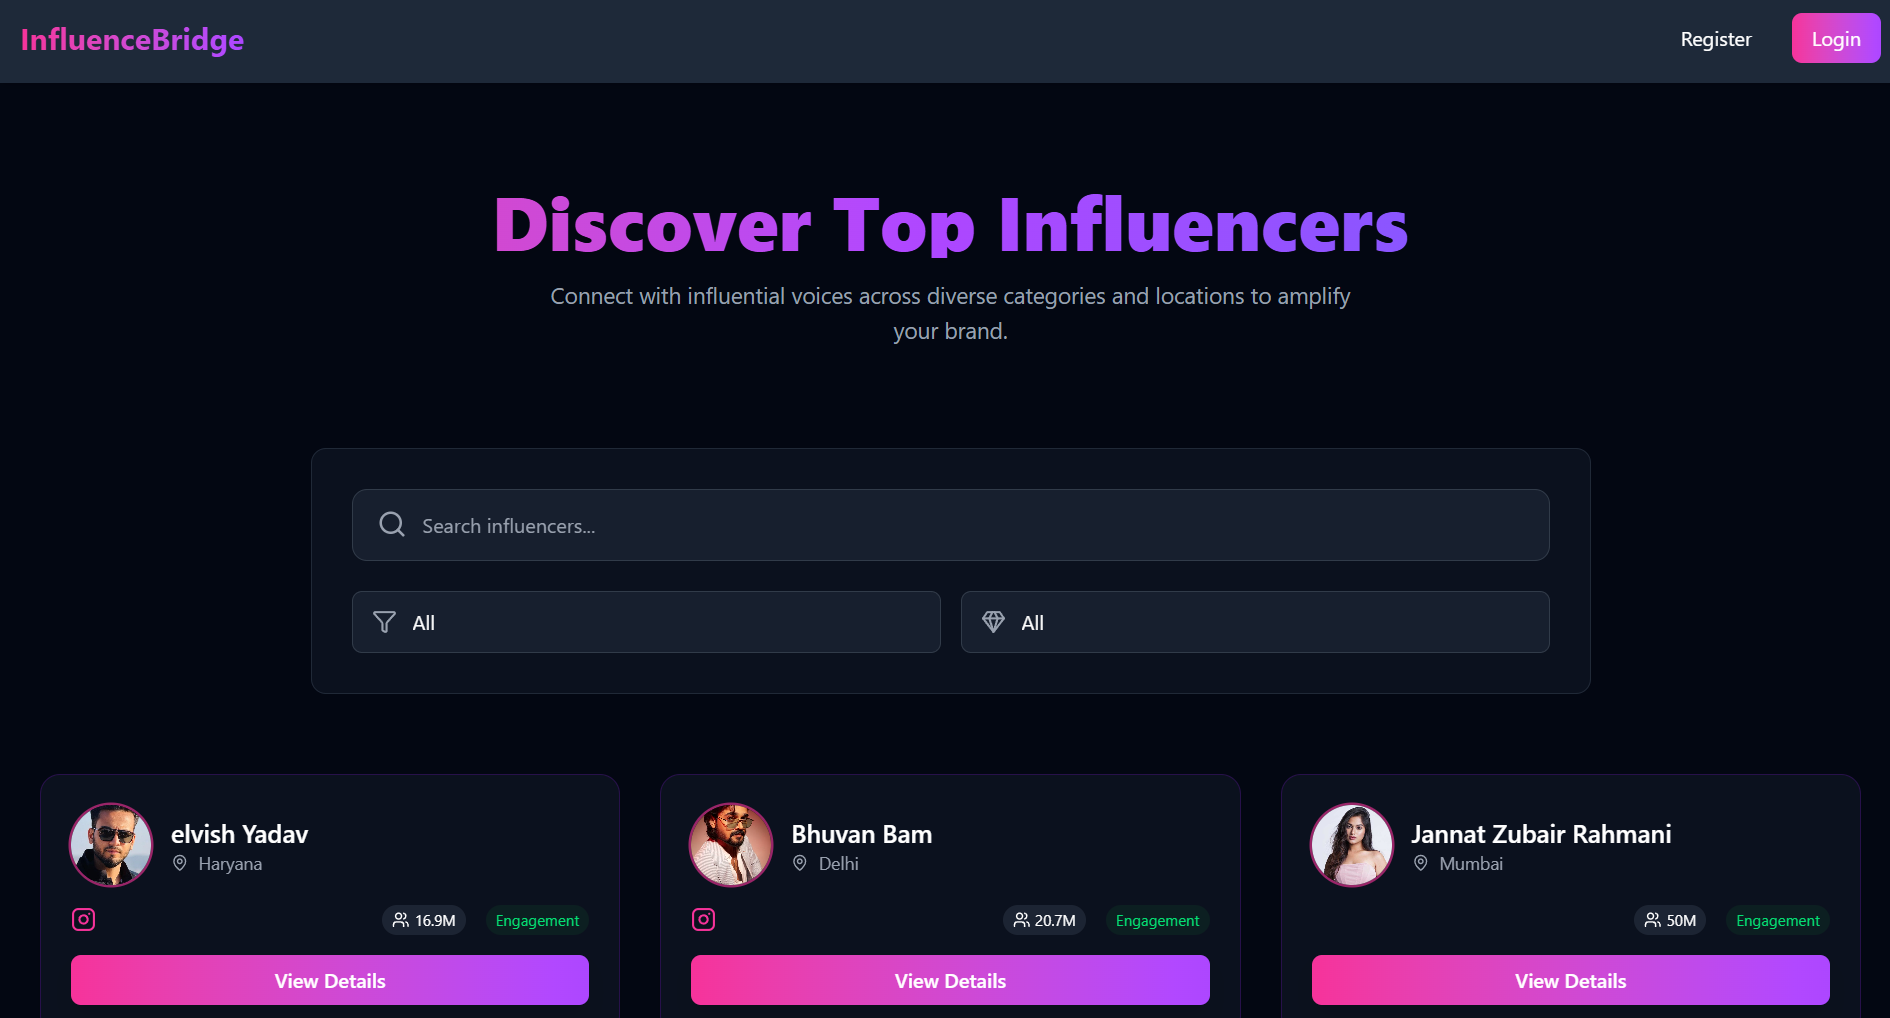 InfluenceBridge
Register
Login
Discover Top Influencers
Connect with influential voices across diverse categories and locations to amplify
your brand.
Search influencers...
All
All
elvish Yadav
Haryana
16.9M
Engagement
View Details
Bhuvan Bam
Delhi
20.7M
Engagement
View Details
Jannat Zubair Rahmani
Mumbai
50M
Engagement
View Details